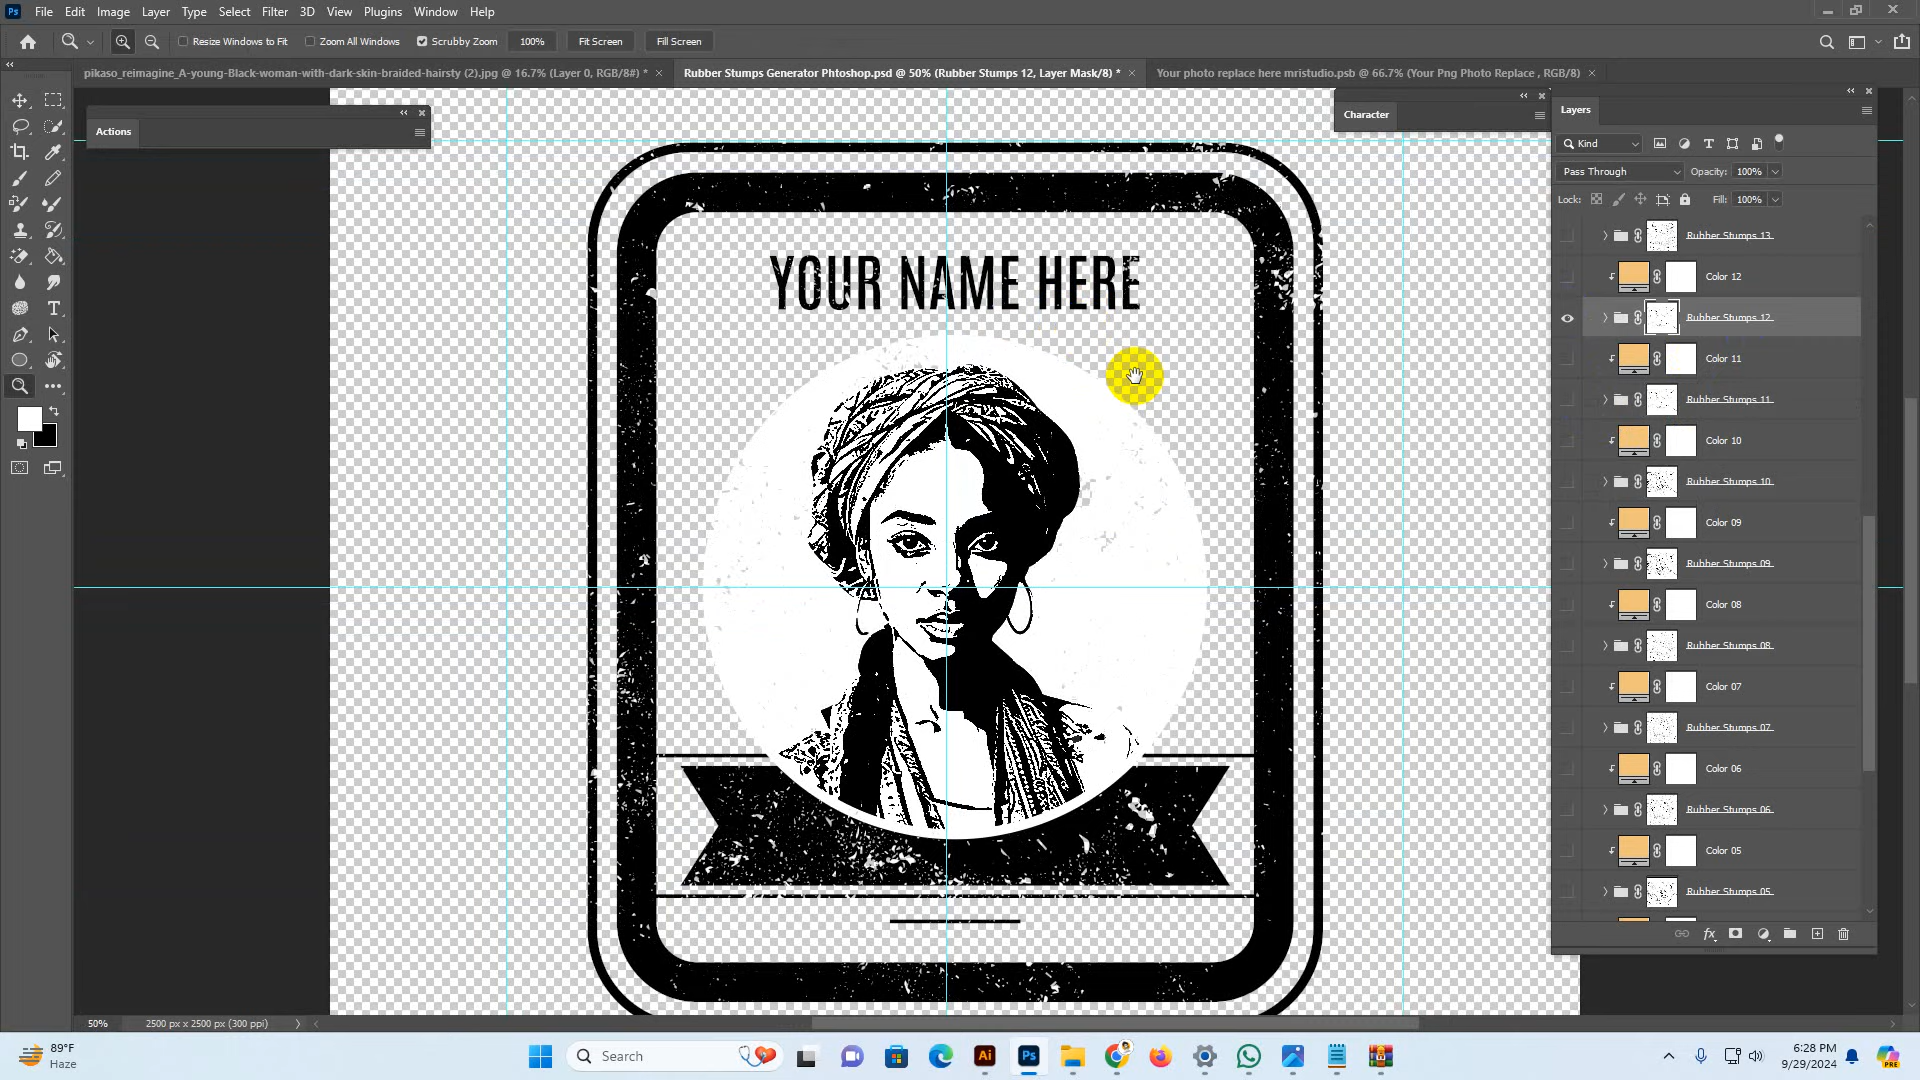 Ps File Edit Image Layer Type Select Filter 3D View Plugins Window Help
Resize Windows to Fit Zoom All Windows Scrubby Zoom 100% Fit Screen Fill Screen
pikaso_reimagine_A-young-Black-woman-with-dark-skin-braided-hairsty (2).jpg @ 16.7% (Layer 0, RGB/8#) * Rubber Stumps Generator Phtoshop.psd @ 50% (Rubber Stumps 12, Layer Mask/8) * Your photo replace here mristudio.psb @ 66.7% (Your Png Photo Replace , RGB/8)
Actions
Character
Layers
Kind
Pass Through Opacity: 100%
Lock: Fill: 100%
Rubber Stumps 13
Color 12
Rubber Stumps 12
Color 11
Rubber Stumps 11
Color 10
Rubber Stumps 10
Color 09
Rubber Stumps 09
Color 08
Rubber Stumps 08
Color 07
Rubber Stumps 07
Color 06
Rubber Stumps 06
Color 05
Rubber Stumps 05
fx
YOUR NAME HERE
50% 2500 px x 2500 px (300 ppi)
89°F
Haze
Search
Ai
Ps
6:28 PM
9/29/2024
PRE